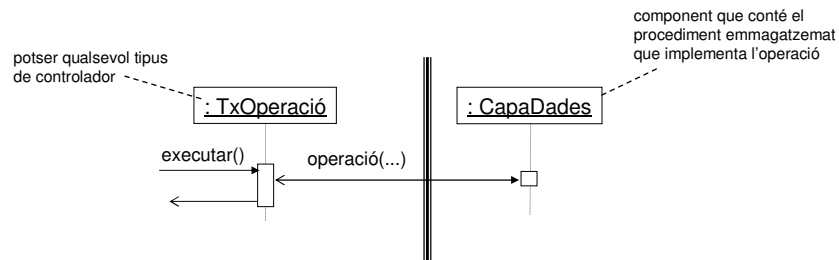 component que conté el
procediment emmagatzemat
que implementa l'operació
potser qualsevol tipus
de controlador
: TxOperació
: CapaDades
executar()
operació(...)